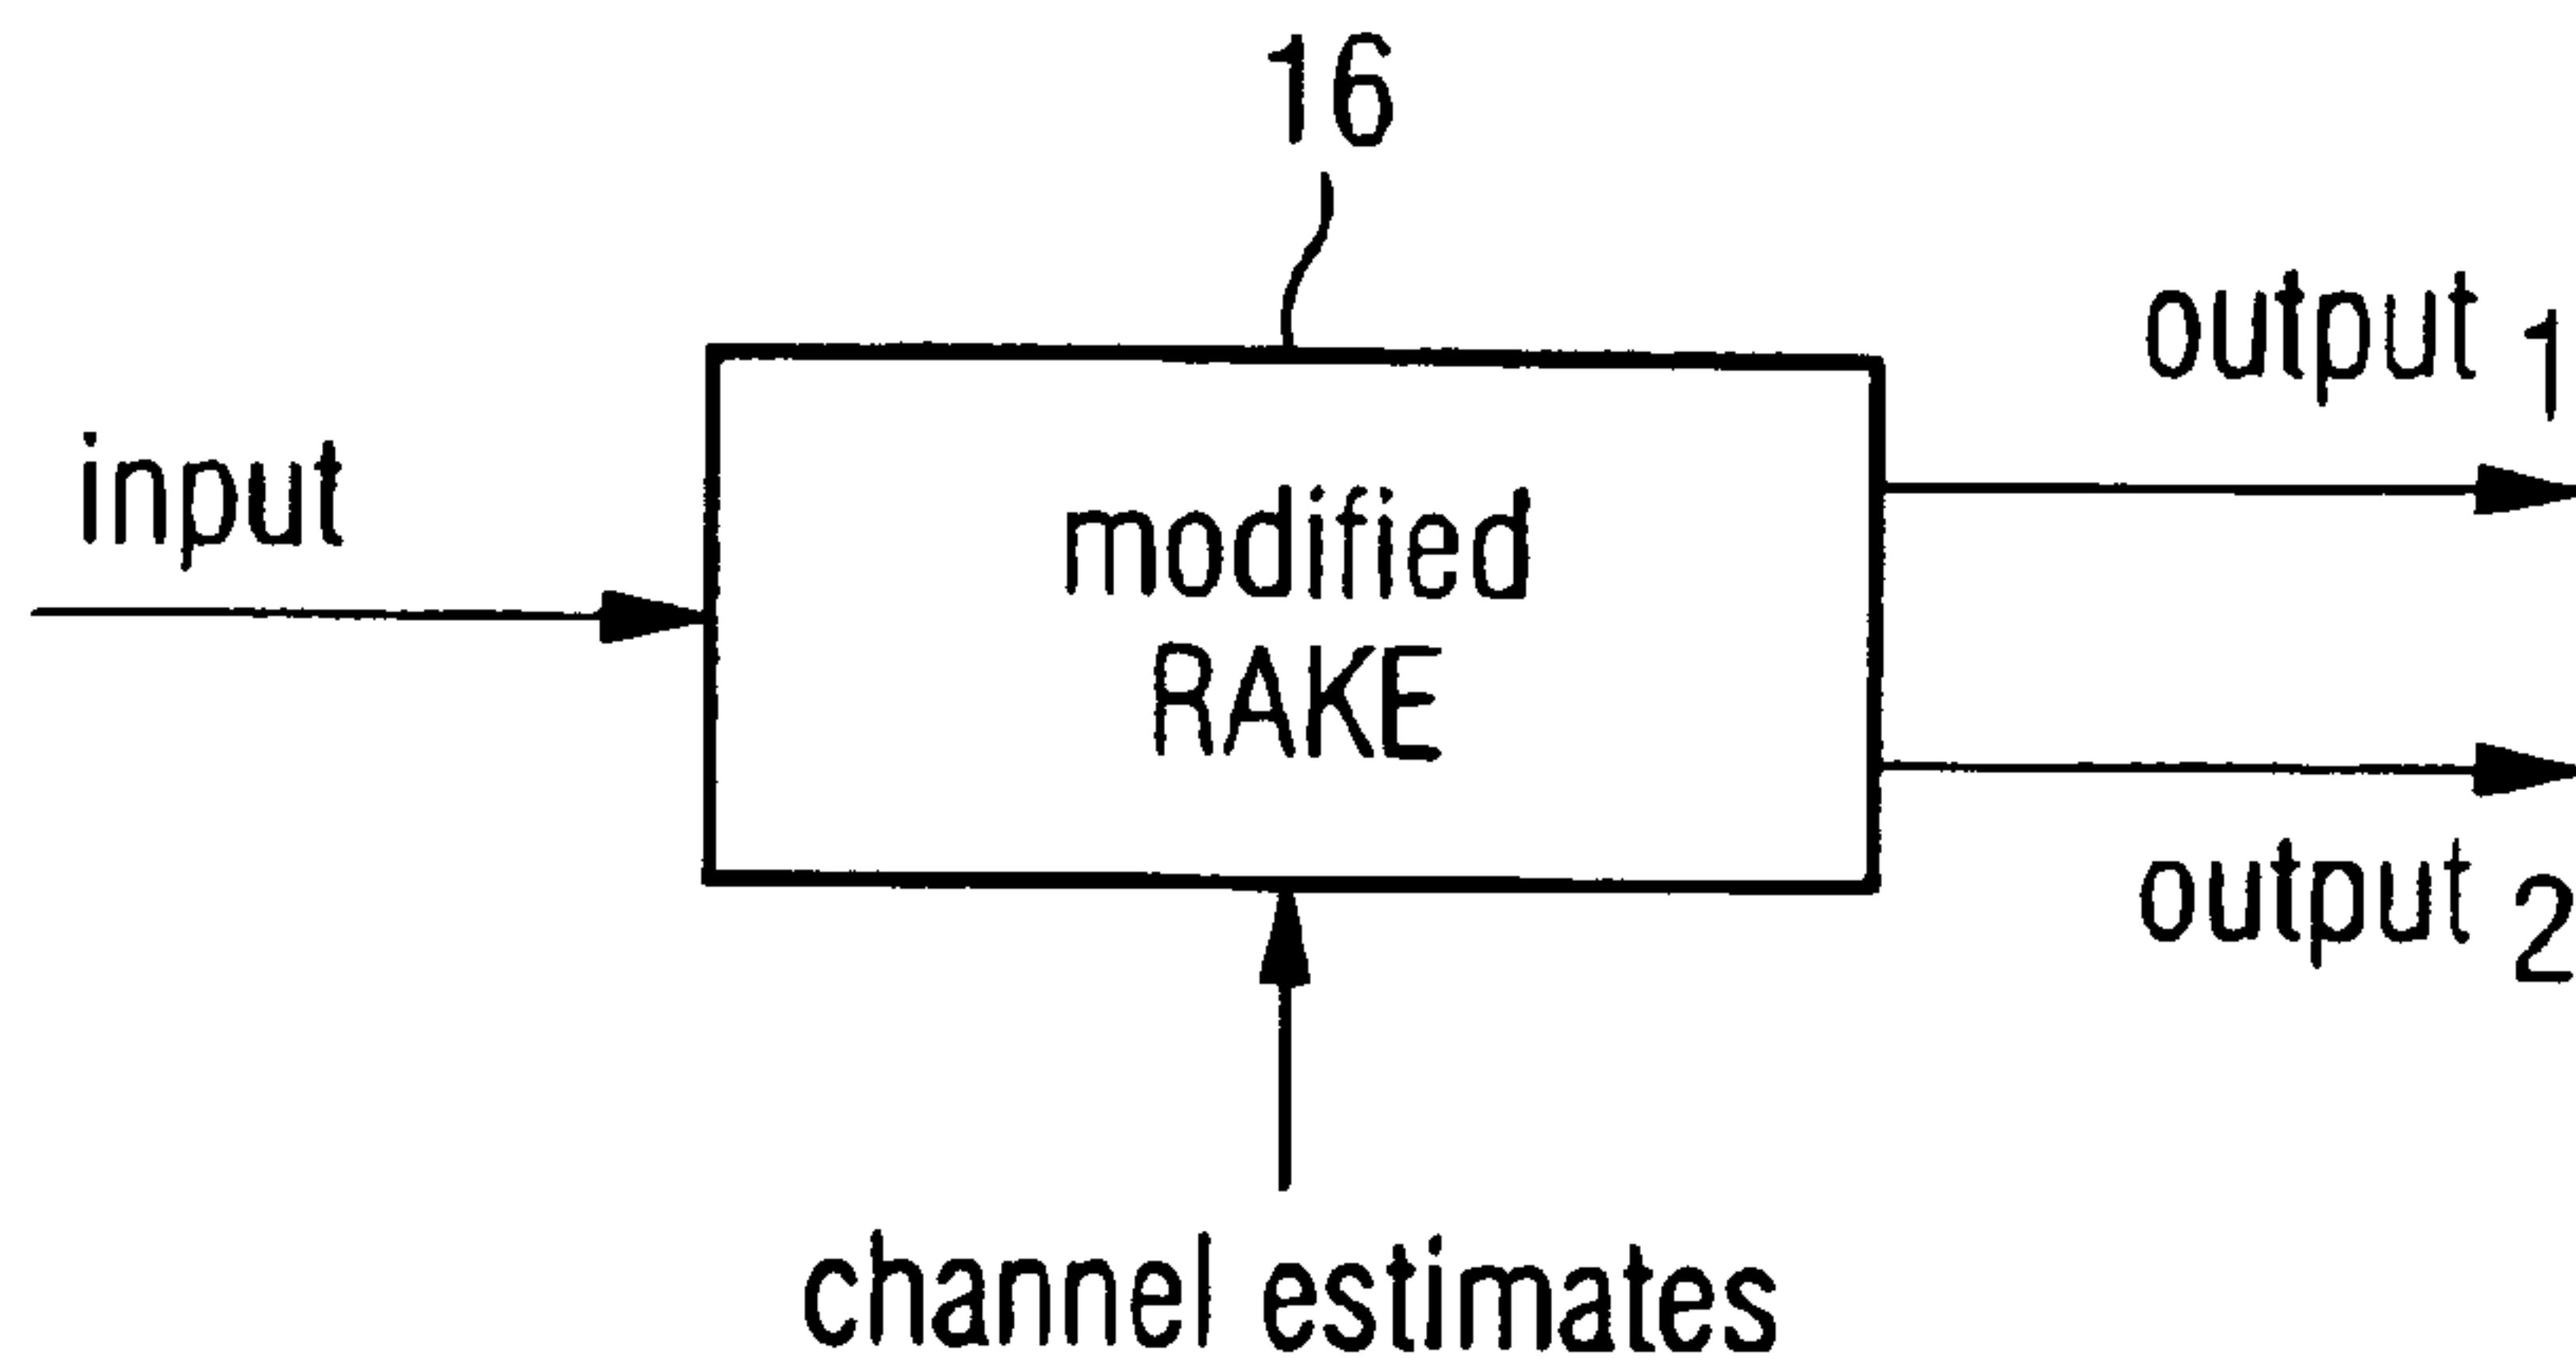 16
output 1
input
modified
RAKE
output 2
channel estimates